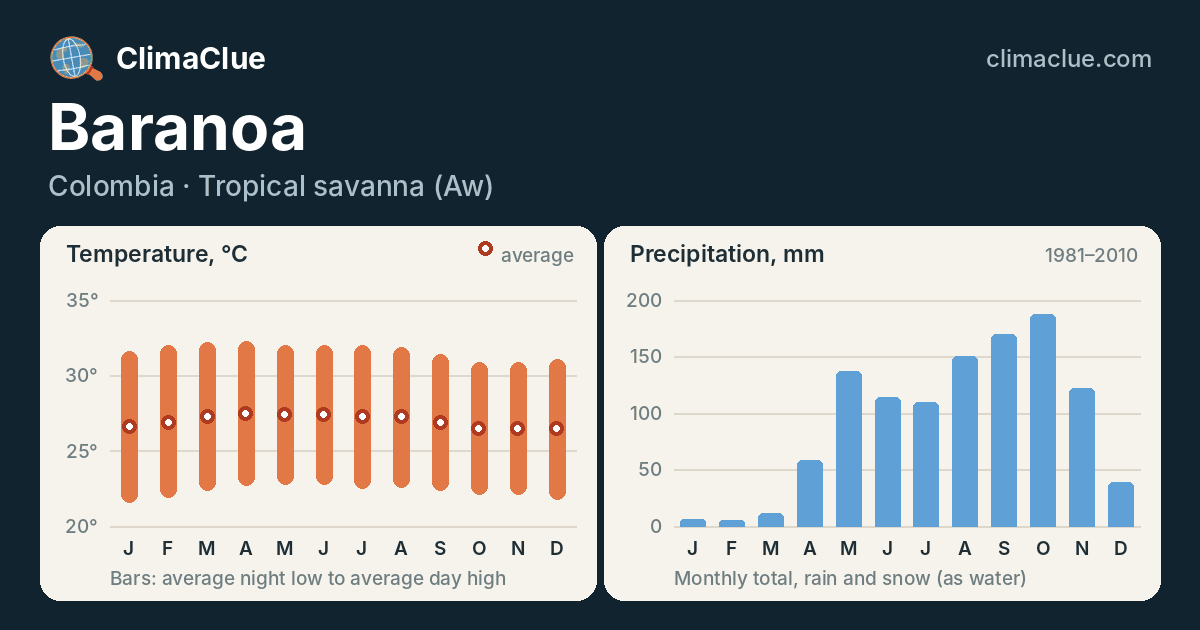 ClimaClue
climaclue.com
Baranoa
Colombia · Tropical savanna (Aw)
Temperature, °C
average
35°
30°
25°
20°
J F M A M J J A S O N D
Bars: average night low to average day high
Precipitation, mm
1981–2010
200
150
100
50
0
J F M A M J J A S O N D
Monthly total, rain and snow (as water)